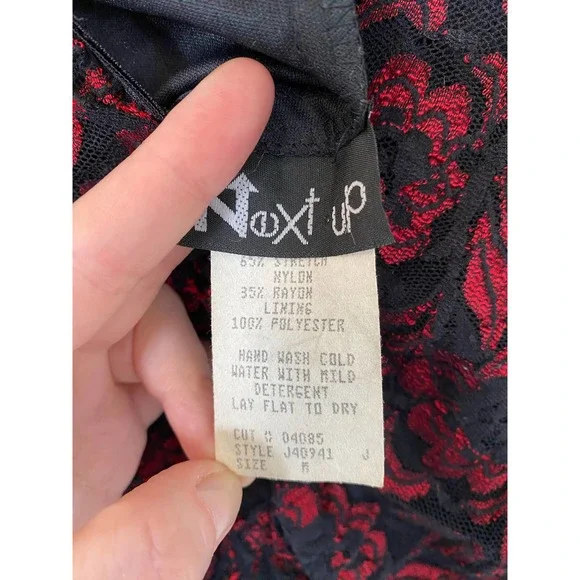 Next up
65% STRETCH
NYLON
35% RAYON
LINING
100% POLYESTER
HAND WASH COLD
WATER WITH MILD
DETERGENT
LAY FLAT TO DRY
CUT # 04085
STYLE J40941 J
SIZE M